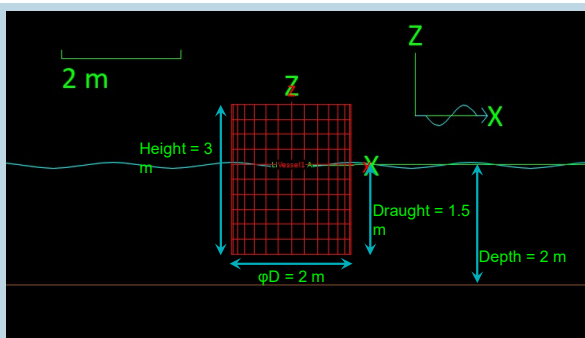 Z
2 m
Z
X
Height = 3
m
X
Draught = 1.5
m
Depth = 2 m
φD = 2 m